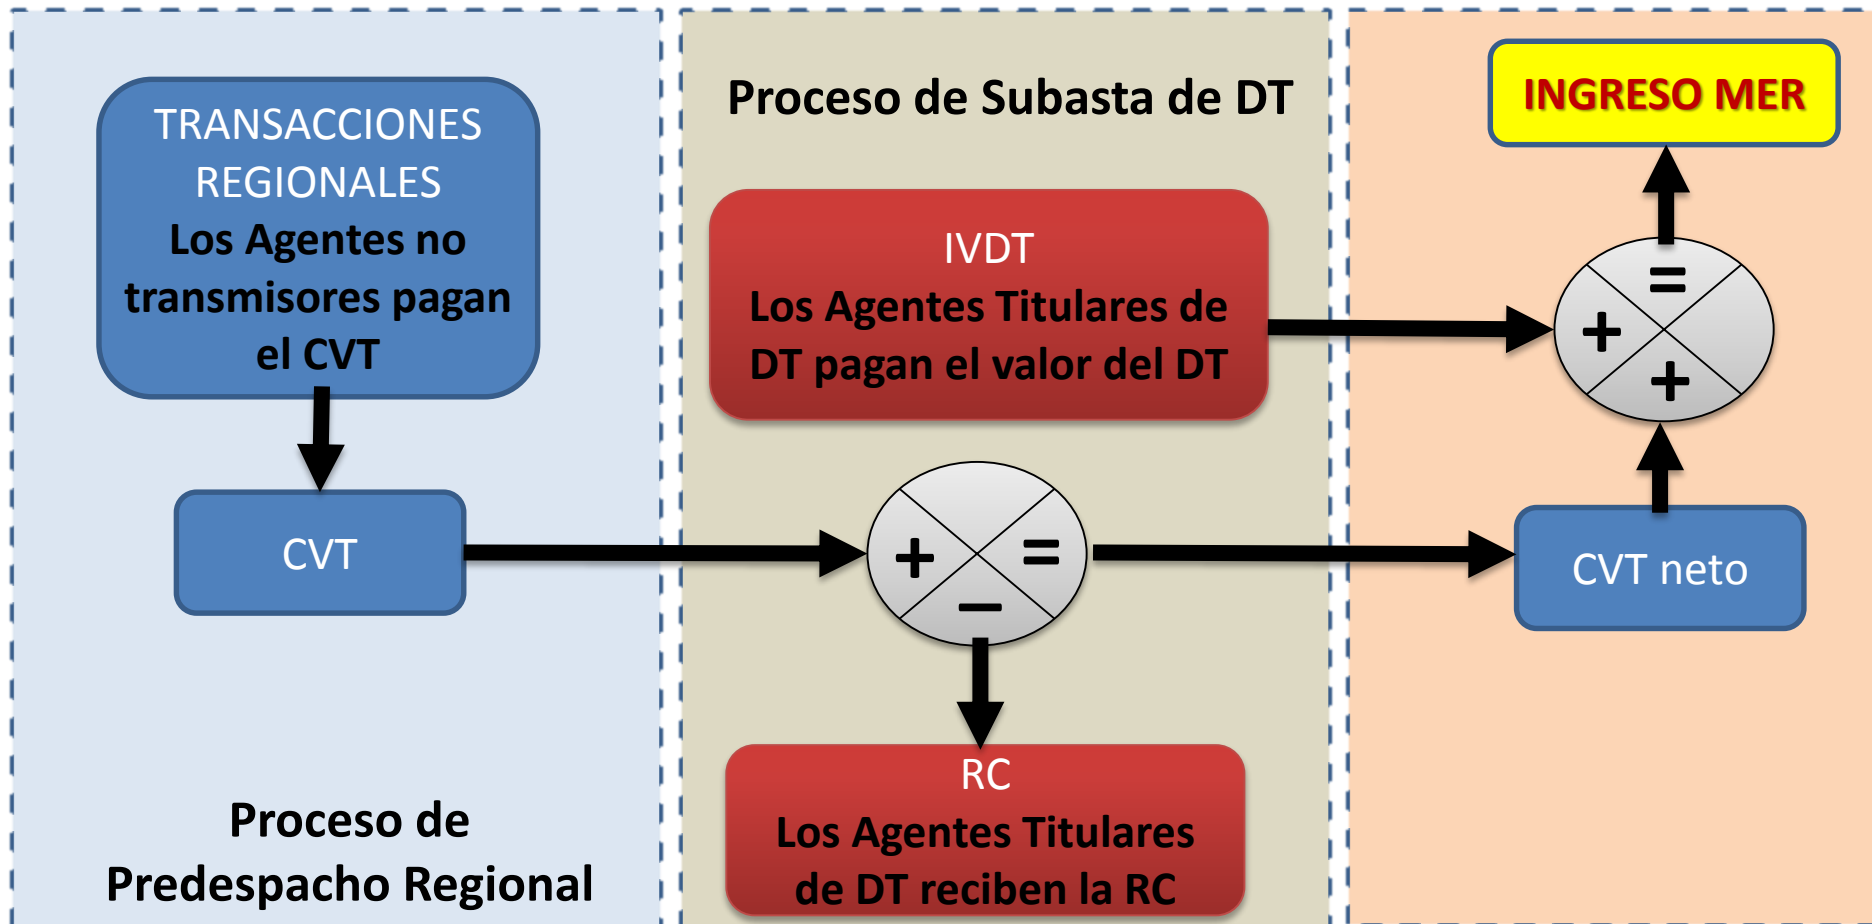 TRANSACCIONES
REGIONALES
Los Agentes no
transmisores pagan
el CVT
CVT
Proceso de
Predespacho Regional
Proceso de Subasta de DT
IVDT
Los Agentes Titulares de
DT pagan el valor del DT
+
=
−
RC
Los Agentes Titulares
de DT reciben la RC
INGRESO MER
=
+
+
CVT neto